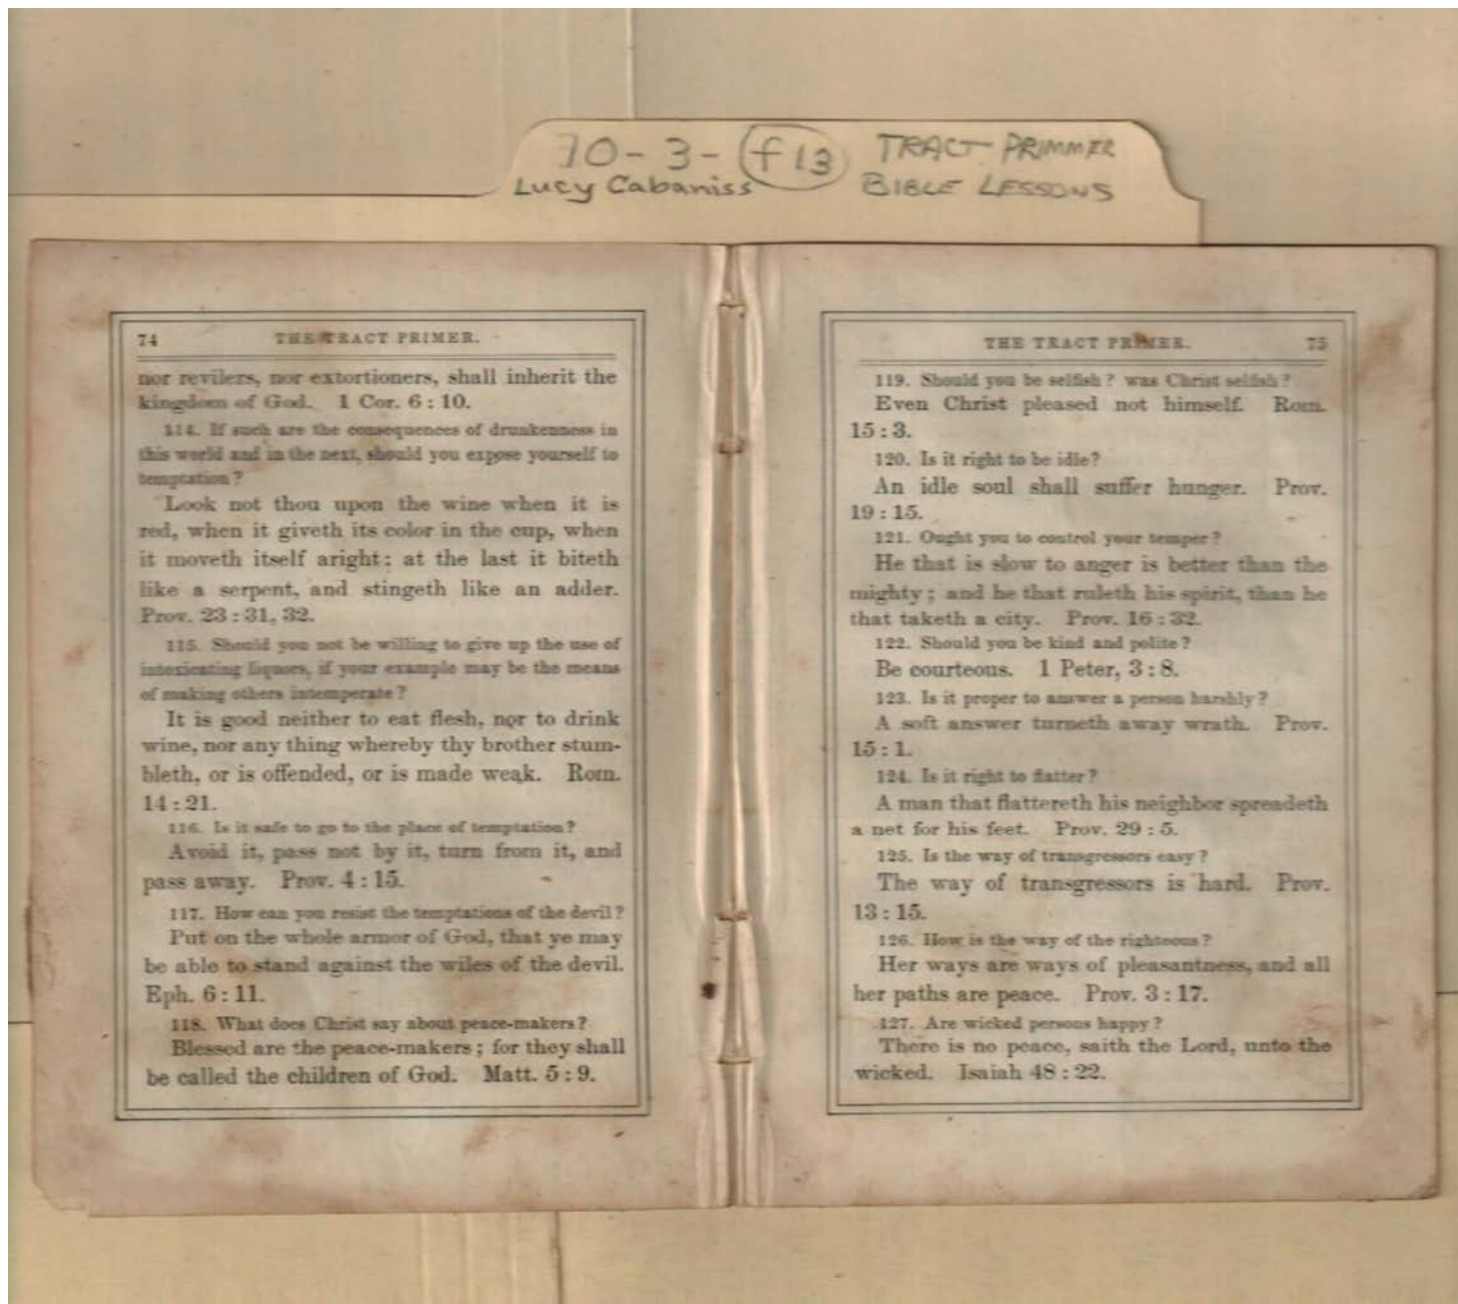 70-3-f13 TRACT PRIMMER
Lucy Cabaniss BIBLE LESSONS
74 THE TRACT PRIMER.
nor revilers, nor extortioners, shall inherit the
kingdom of God. 1 Cor. 6 : 10.
114. If such are the consequences of drunkenness in
this world and in the next, should you expose yourself to
temptation?
Look not thou upon the wine when it is
red, when it giveth its color in the cup, when
it moveth itself aright: at the last it biteth
like a serpent, and stingeth like an adder.
Prov. 23 : 31, 32.
115. Should you not be willing to give up the use of
intoxicating liquors, if your example may be the means
of making others intemperate?
It is good neither to eat flesh, nor to drink
wine, nor any thing whereby thy brother stum-
bleth, or is offended, or is made weak. Rom.
14 : 21.
116. Is it safe to go to the place of temptation?
Avoid it, pass not by it, turn from it, and
pass away. Prov. 4 : 15.
117. How can you resist the temptations of the devil?
Put on the whole armor of God, that ye may
be able to stand against the wiles of the devil.
Eph. 6 : 11.
118. What does Christ say about peace-makers?
Blessed are the peace-makers; for they shall
be called the children of God. Matt. 5 : 9.
THE TRACT PRIMER. 75
119. Should you be selfish? was Christ selfish?
Even Christ pleased not himself. Rom.
15 : 3.
120. Is it right to be idle?
An idle soul shall suffer hunger. Prov.
19 : 15.
121. Ought you to control your temper?
He that is slow to anger is better than the
mighty; and he that ruleth his spirit, than he
that taketh a city. Prov. 16 : 32.
122. Should you be kind and polite?
Be courteous. 1 Peter, 3 : 8.
123. Is it proper to answer a person harshly?
A soft answer turneth away wrath. Prov.
15 : 1.
124. Is it right to flatter?
A man that flattereth his neighbor spreadeth
a net for his feet. Prov. 29 : 5.
125. Is the way of transgressors easy?
The way of transgressors is hard. Prov.
13 : 15.
126. How is the way of the righteous?
Her ways are ways of pleasantness, and all
her paths are peace. Prov. 3 : 17.
127. Are wicked persons happy?
There is no peace, saith the Lord, unto the
wicked. Isaiah 48 : 22.